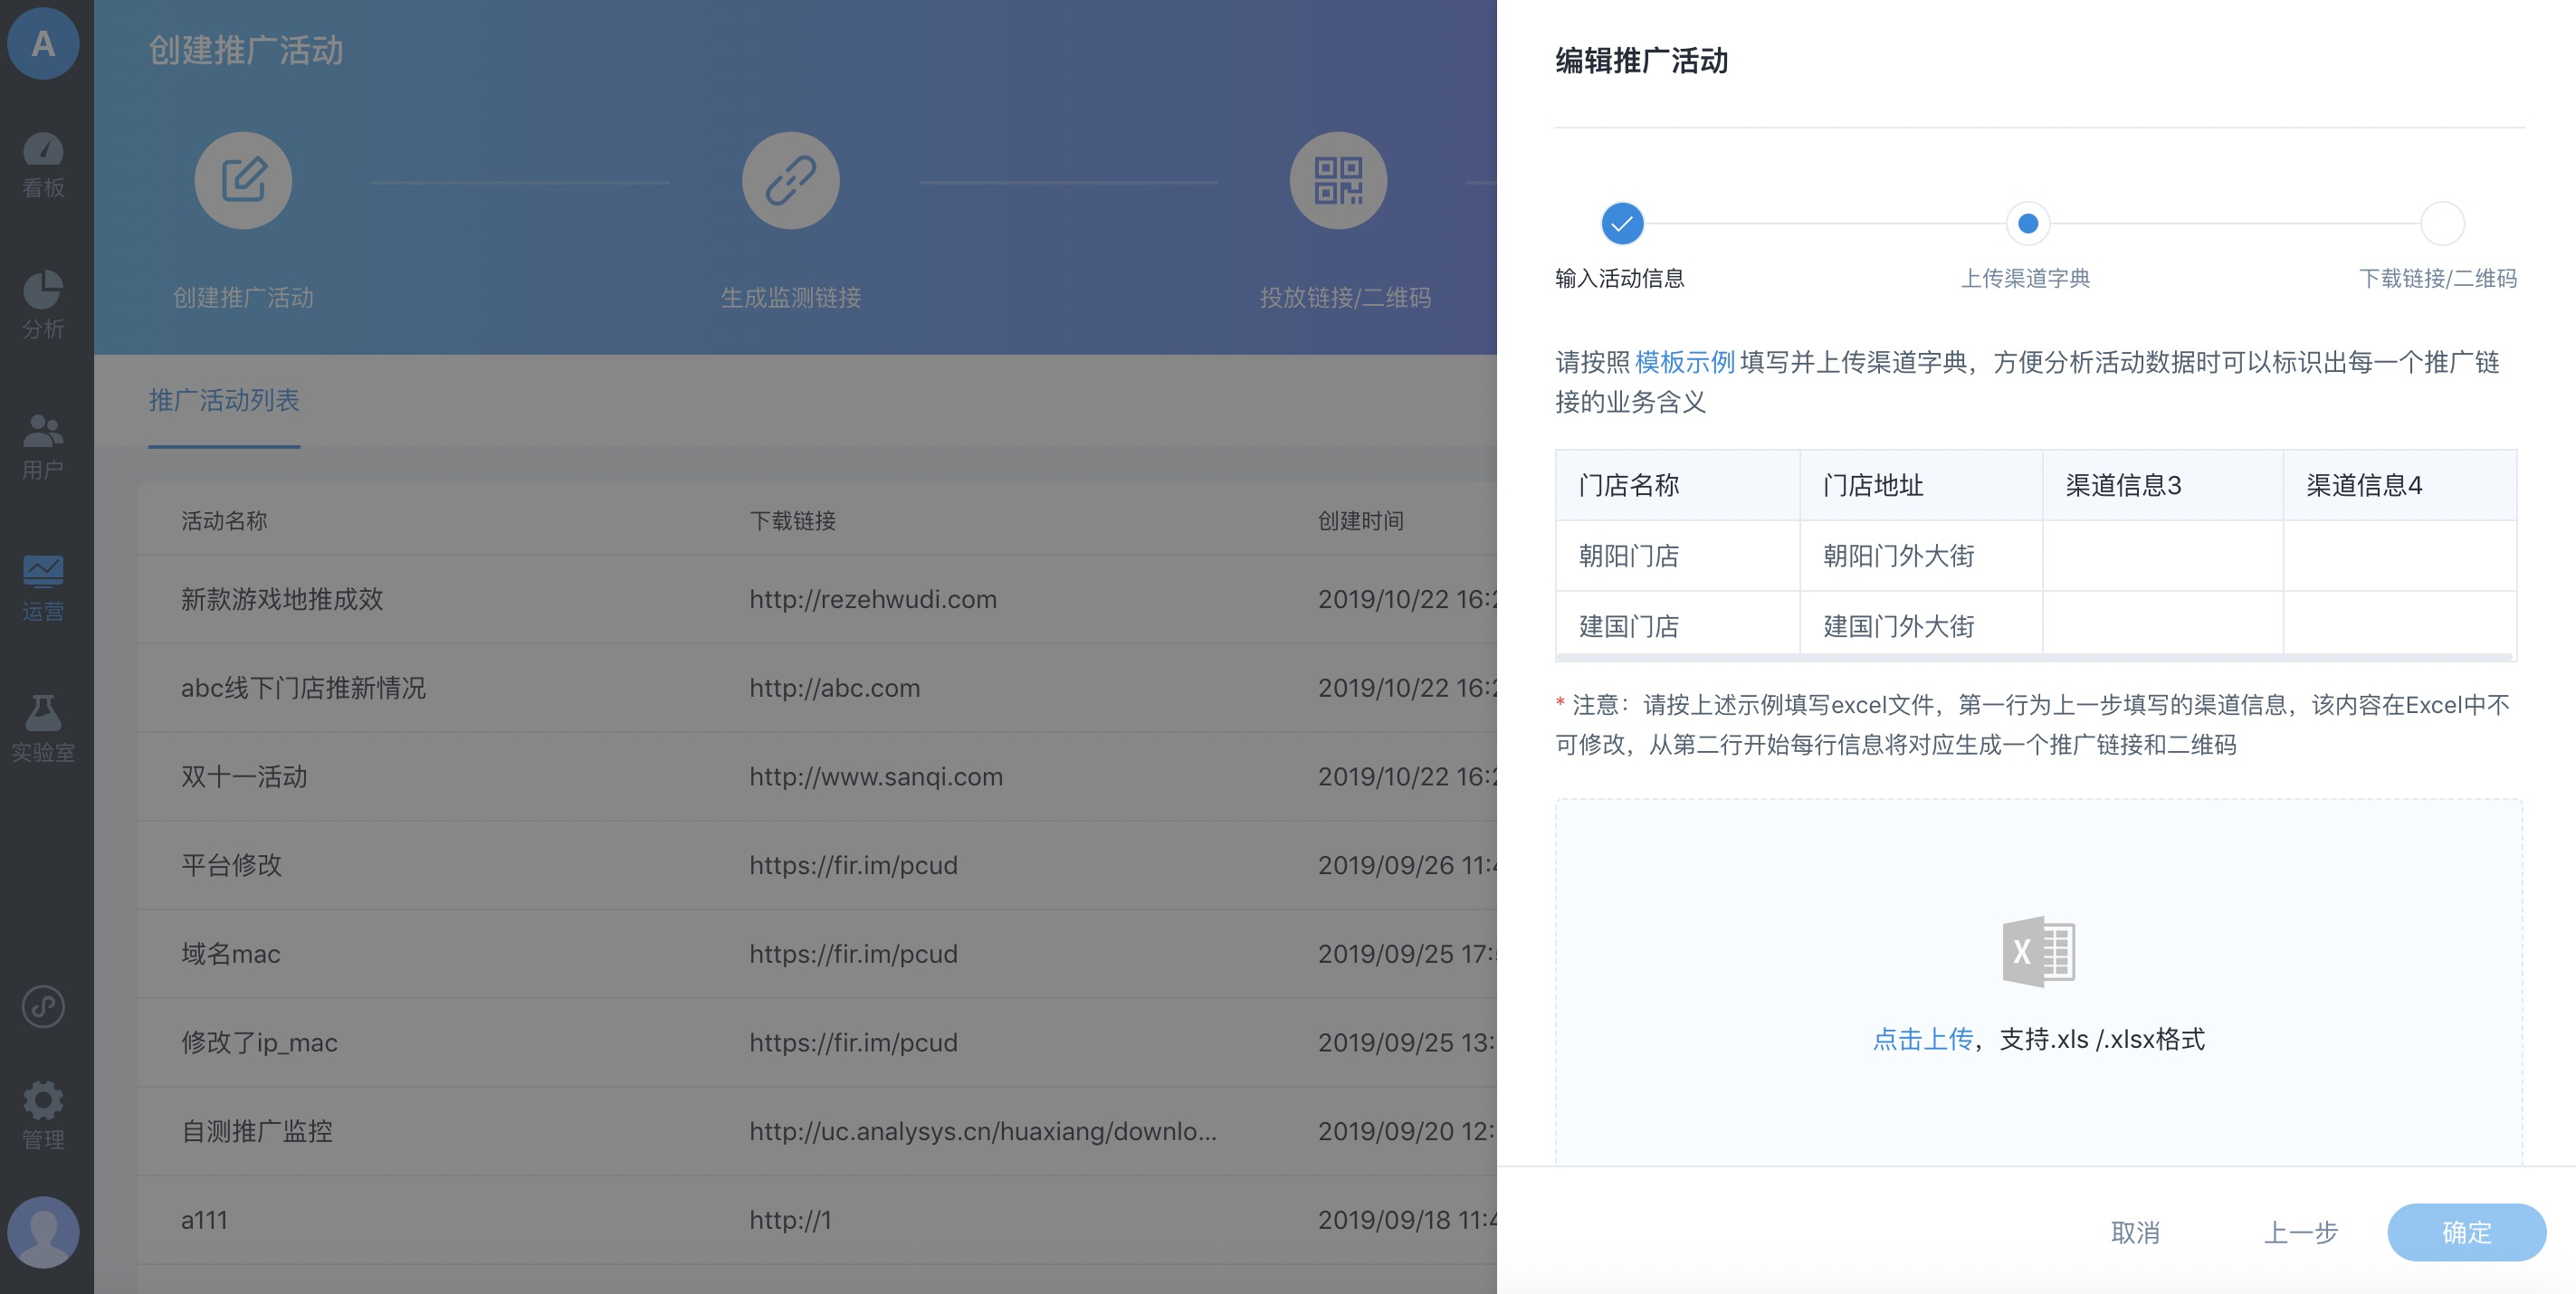 A
看板
分析
用户
运营
实验室
管理
创建推广活动
创建推广活动
生成监测链接
投放链接/二维码
推广活动列表
活动名称 下载链接 创建时间
新款游戏地推成效 http://rezehwudi.com 2019/10/22 16:2
abc线下门店推新情况 http://abc.com 2019/10/22 16:2
双十一活动 http://www.sanqi.com 2019/10/22 16:2
平台修改 https://fir.im/pcud 2019/09/26 11:4
域名mac https://fir.im/pcud 2019/09/25 17:
修改了ip_mac https://fir.im/pcud 2019/09/25 13:
自测推广监控 http://uc.analysys.cn/huaxiang/downlo... 2019/09/20 12:
a111 http://1 2019/09/18 11:4
编辑推广活动
输入活动信息
上传渠道字典
下载链接/二维码
请按照 模板示例 填写并上传渠道字典，方便分析活动数据时可以标识出每一个推广链
接的业务含义
门店名称 门店地址 渠道信息3 渠道信息4
朝阳门店 朝阳门外大街
建国门店 建国门外大街
* 注意：请按上述示例填写excel文件，第一行为上一步填写的渠道信息，该内容在Excel中不
可修改，从第二行开始每行信息将对应生成一个推广链接和二维码
X
点击上传，支持.xls /.xlsx格式
取消 上一步 确定